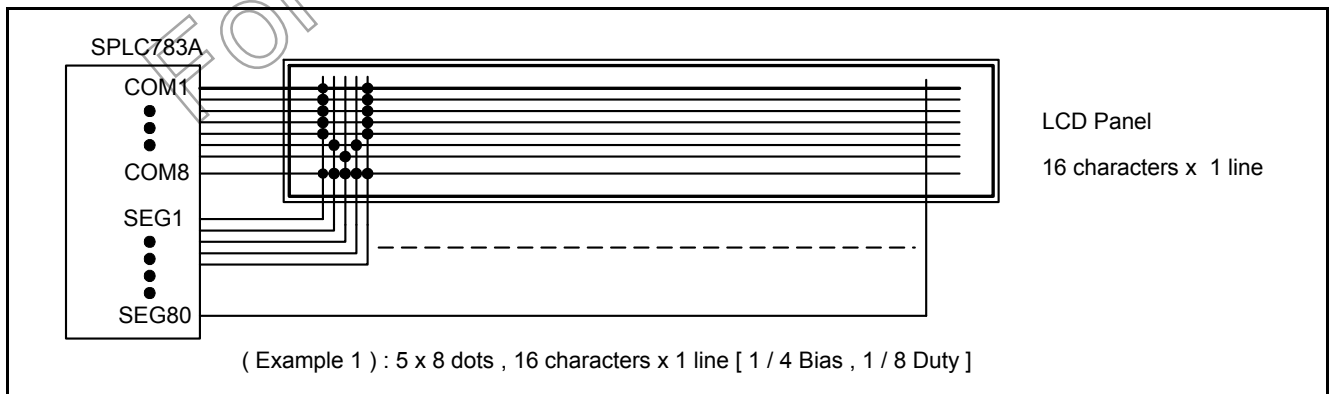 FO
SPLC783A
COM1
COM8
SEG1
SEG80
LCD Panel
16 characters x 1 line
( Example 1 ) : 5 x 8 dots , 16 characters x 1 line [ 1 / 4 Bias , 1 / 8 Duty ]